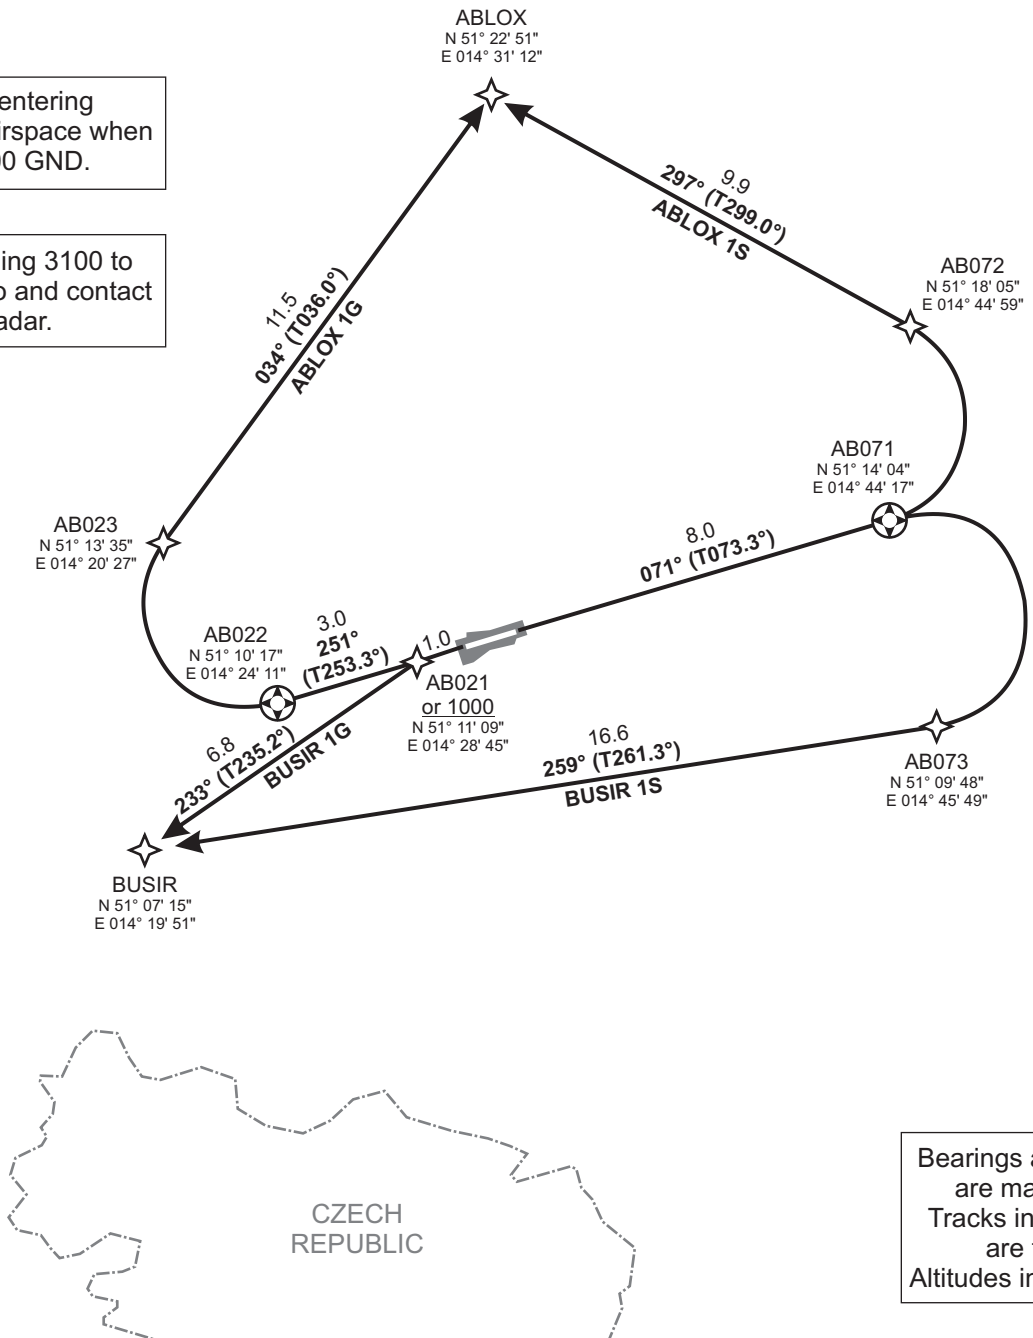 ABLOX
N 51° 22' 51"
E 014° 31' 12"
entering
irspace when
00 GND.
ing 3100 to
o and contact
adar.
9.9
297° (T299.0°)
ABLOX 1S
AB072
N 51° 18' 05"
E 014° 44' 59"
11.5
034° (T036.0°)
ABLOX 1G
AB071
N 51° 14' 04"
E 014° 44' 17"
AB023
N 51° 13' 35"
E 014° 20' 27"
8.0
071° (T073.3°)
AB022
N 51° 10' 17"
E 014° 24' 11"
3.0
251°
(T253.3°)
1.0
AB021
or 1000
N 51° 11' 09"
E 014° 28' 45"
6.8
233° (T235.2°)
BUSIR 1G
16.6
259° (T261.3°)
BUSIR 1S
AB073
N 51° 09' 48"
E 014° 45' 49"
BUSIR
N 51° 07' 15"
E 014° 19' 51"
CZECH
REPUBLIC
Bearings a
are ma
Tracks in
are
Altitudes in